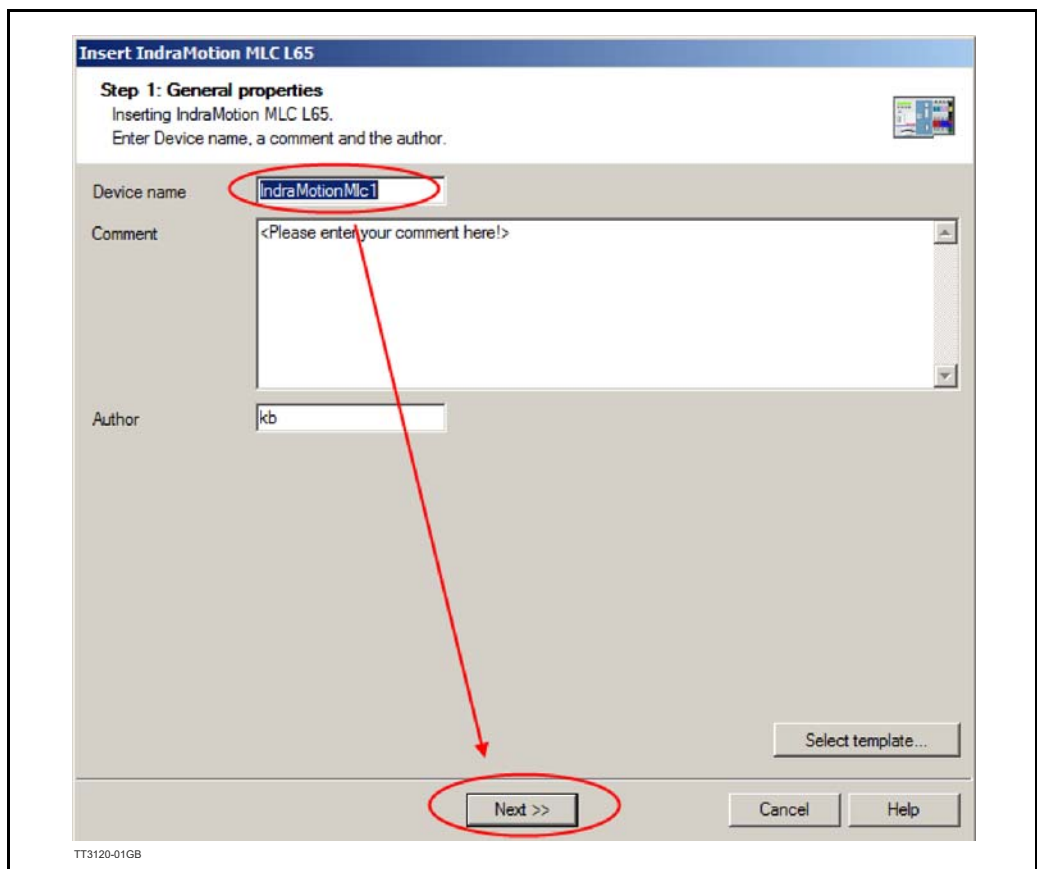 Insert IndraMotion MLC L65
Step 1: General properties
Inserting IndraMotion MLC L65.
Enter Device name, a comment and the author.
Device name IndraMotionMlc1
Comment <Please enter your comment here!>
Author kb
Select template...
Next >> Cancel Help
TT3120-01GB